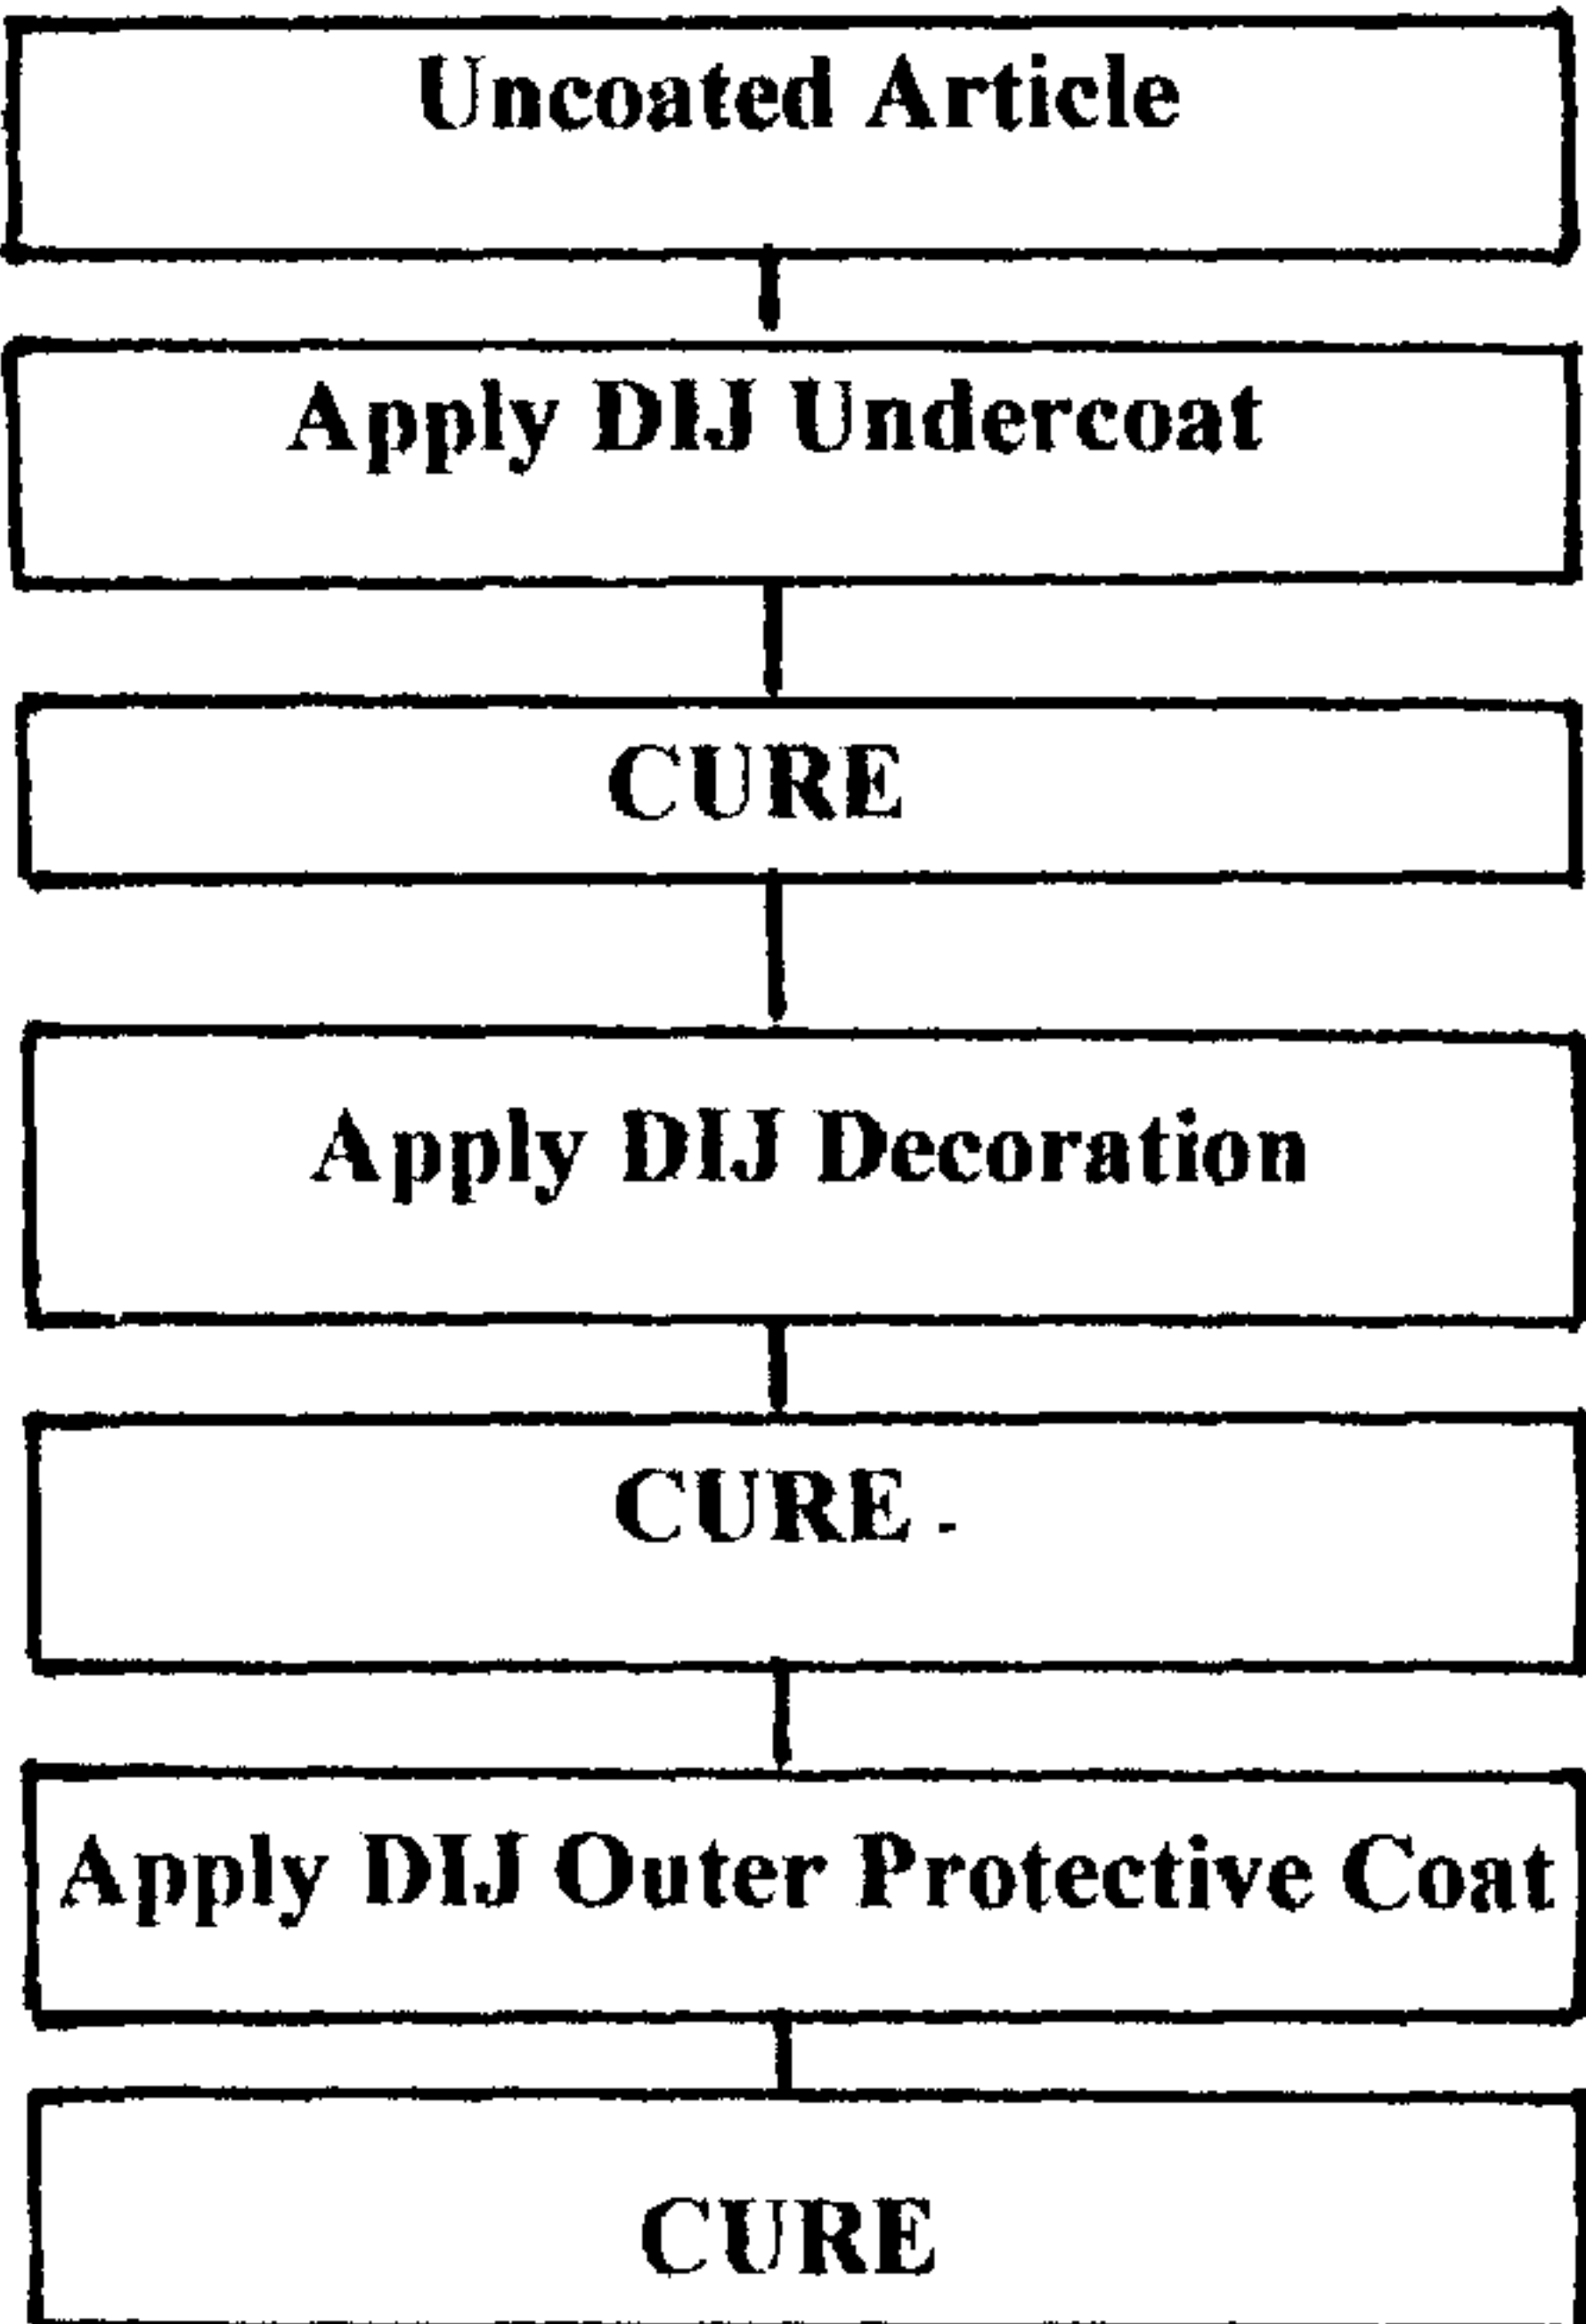 Uncoated Article
Apply DIJ Undercoat
CURE
Apply DIJ Decoration
CURE -
Apply DIJ Outer Protective Coat
CURE